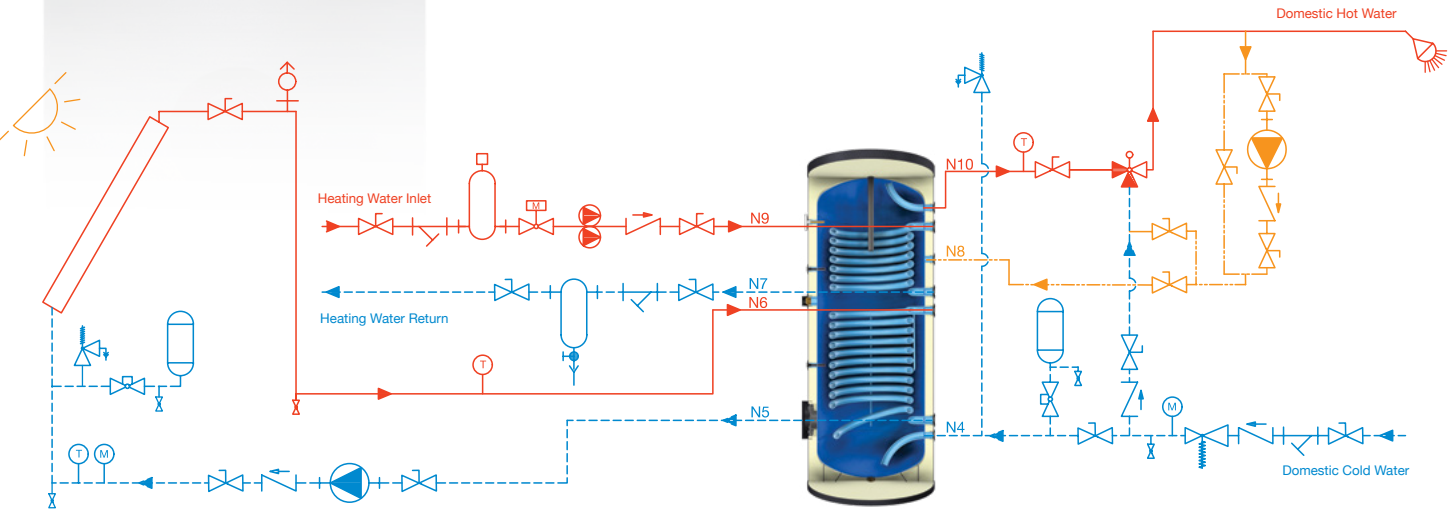 Domestic Hot Water
T
N10
Heating Water Inlet
M
N9
N8
N7
N6
Heating Water Return
T
M
N5
N4
T
M
Domestic Cold Water